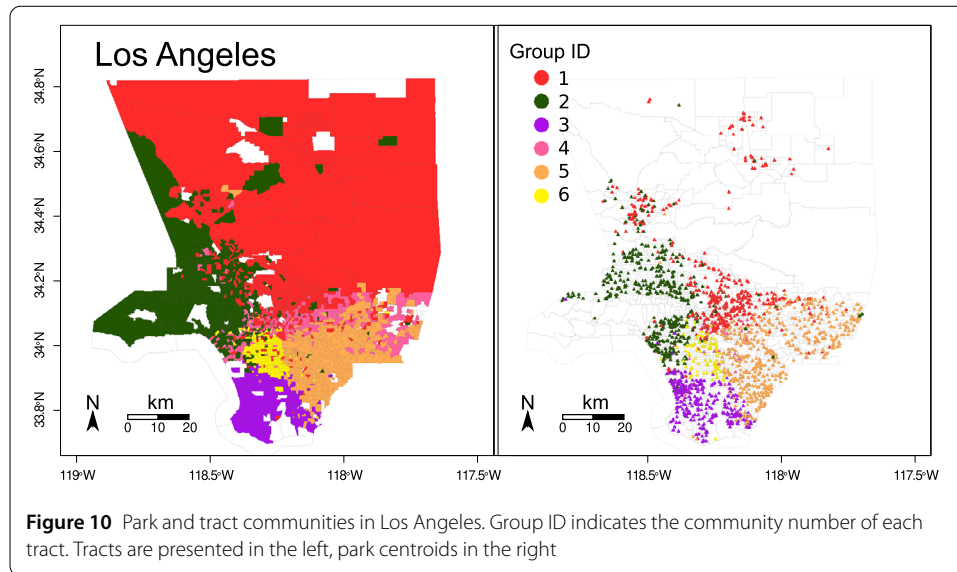 Los Angeles
Group ID
1
2
3
4
5
6
34.8°N
34.6°N
34.4°N
34.2°N
34°N
33.8°N
N
km
0 10 20
N
km
0 10 20
119°W
118.5°W
118°W
117.5°W
118.5°W
118°W
117.5°W
Figure 10 Park and tract communities in Los Angeles. Group ID indicates the community number of each
tract. Tracts are presented in the left, park centroids in the right